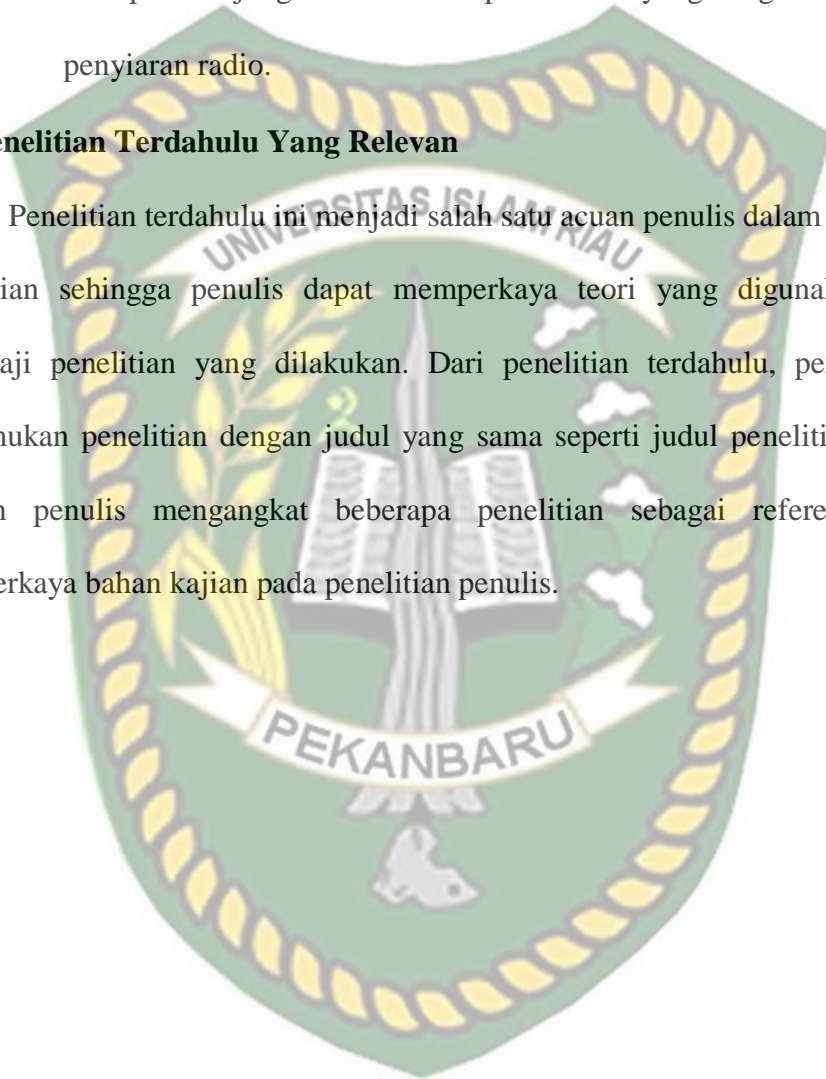 penyiaran radio.
enelitian Terdahulu Yang Relevan
Penelitian terdahulu ini menjadi salah satu acuan penulis dalam
UNIVERSITAS ISLAM RIAU
ian sehingga penulis dapat memperkaya teori yang digunal
aji penelitian yang dilakukan. Dari penelitian terdahulu, pe
nukan penelitian dengan judul yang sama seperti judul peneliti
n penulis mengangkat beberapa penelitian sebagai refere
erkaya bahan kajian pada penelitian penulis.
PEKANBARU